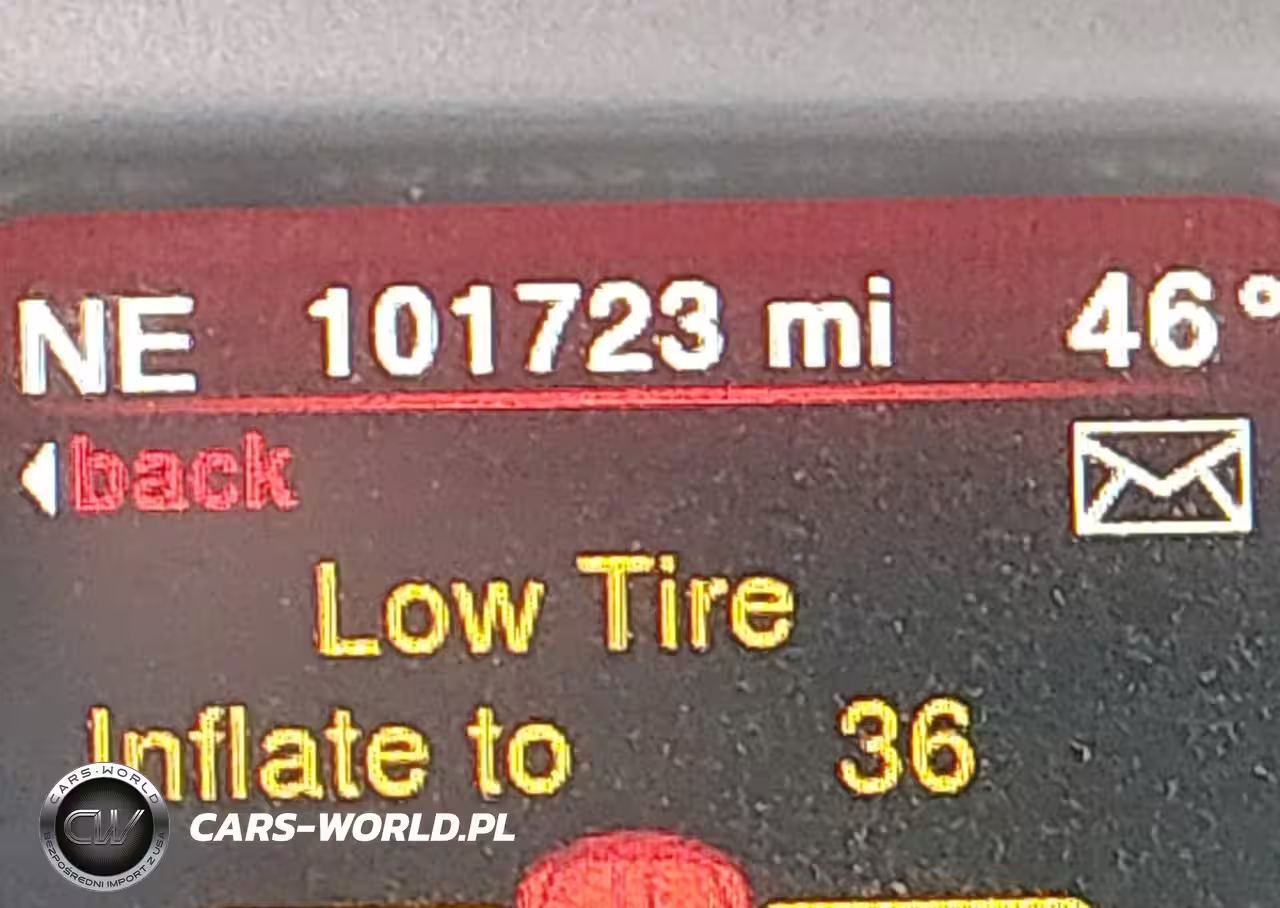 NE 101723 mi 46°
back
Low Tire
Inflate to 36
CARS-WORLD
CW
BEZPOŚREDNI IMPORT Z USA
CARS-WORLD.PL